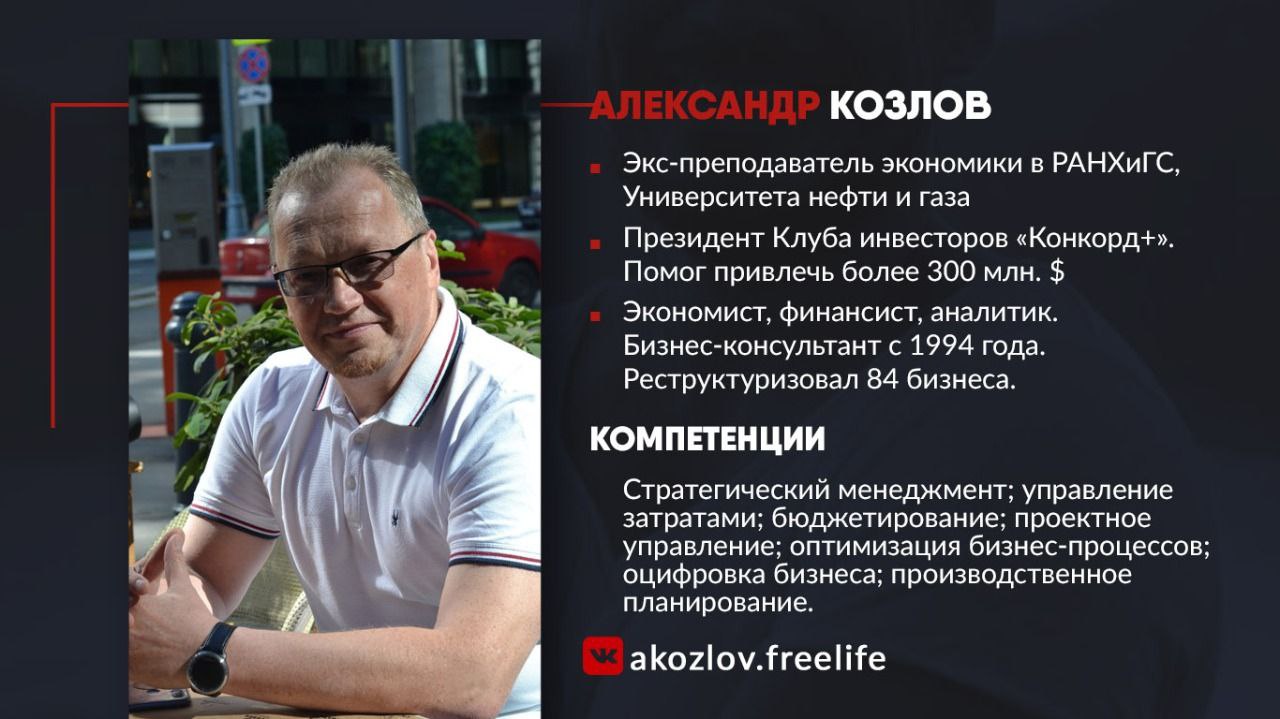 АЛЕКСАНДР КОЗЛОВ
Экс-преподаватель экономики в РАНХиГС,
Университета нефти и газа
Президент Клуба инвесторов «Конкорд+».
Помог привлечь более 300 млн. $
Экономист, финансист, аналитик.
Бизнес-консультант с 1994 года.
Реструктуризовал 84 бизнеса.
КОМПЕТЕНЦИИ
Стратегический менеджмент; управление
затратами; бюджетирование; проектное
управление; оптимизация бизнес-процессов;
оцифровка бизнеса; производственное
планирование.
akozlov.freelife